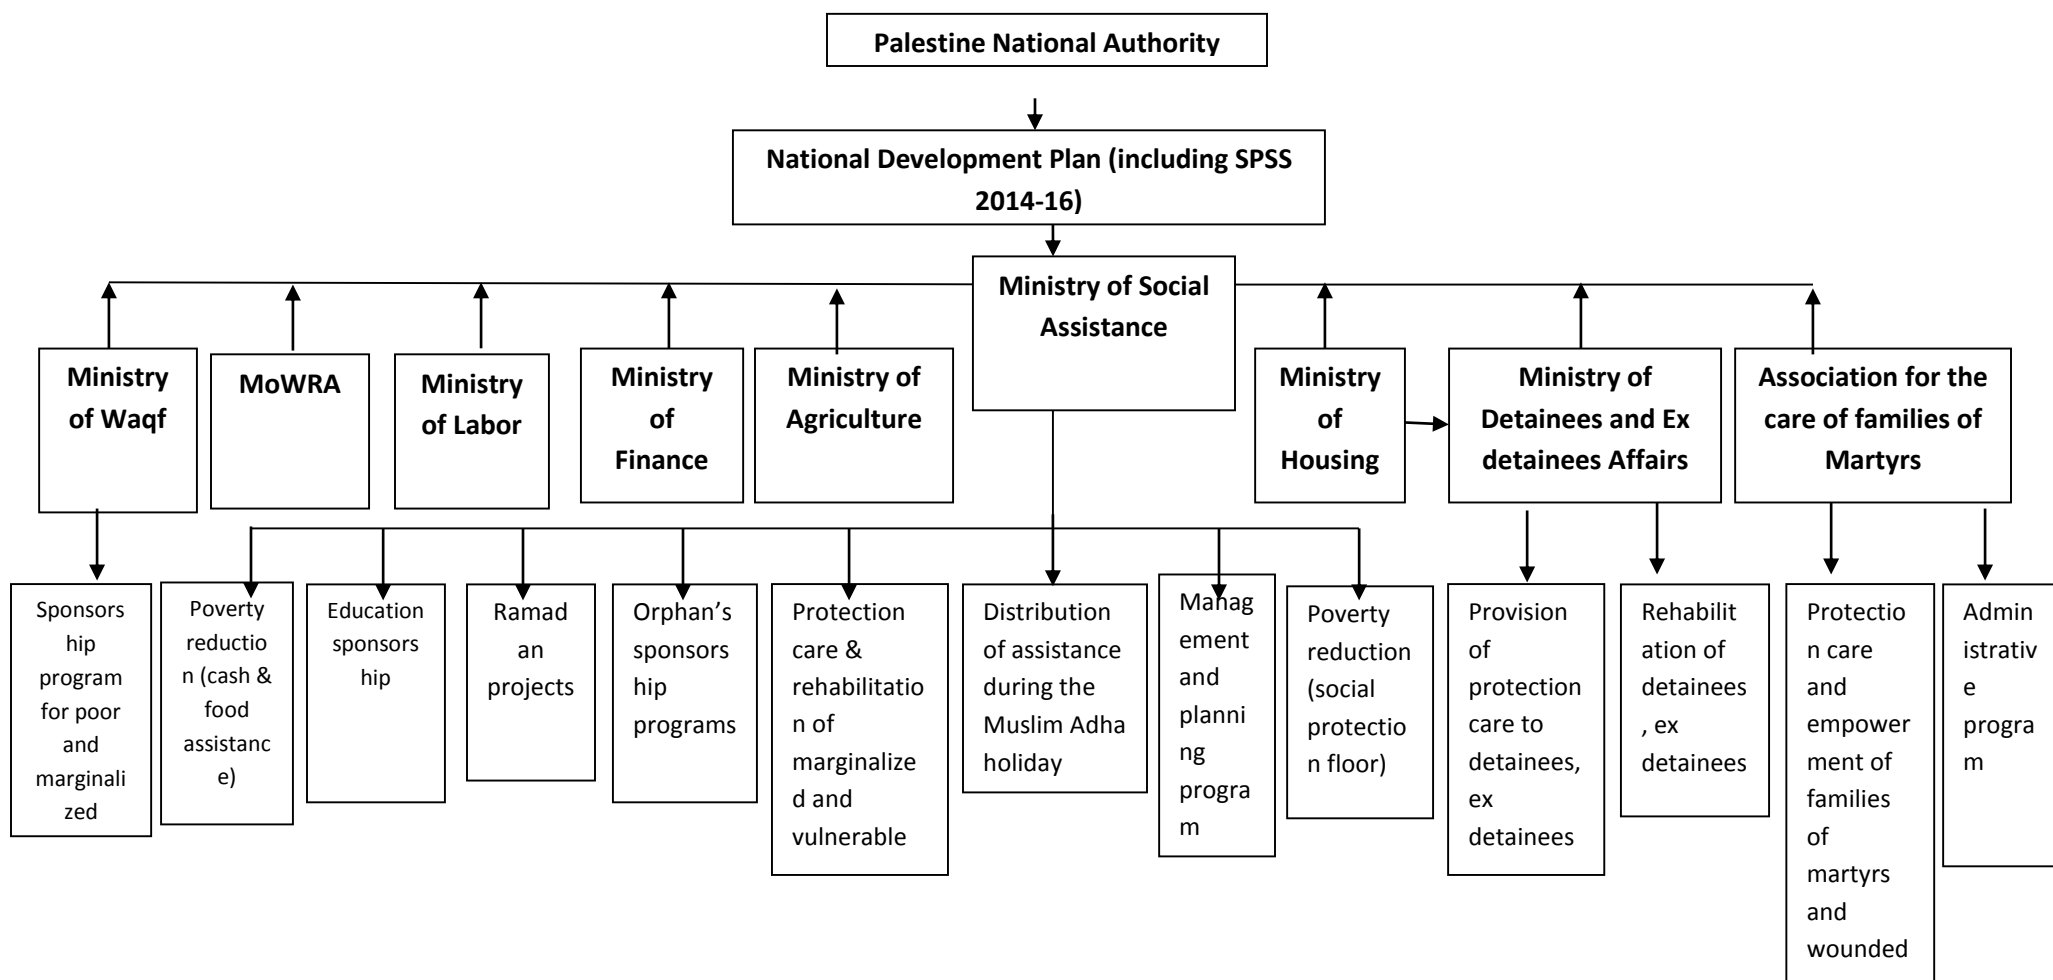 Palestine National Authority
National Development Plan (including SPSS
2014-16)
Ministry of Social
Assistance
Ministry
of Waqf
MoWRA
Ministry
of Labor
Ministry
of
Finance
Ministry of
Agriculture
Ministry
of
Housing
Ministry of
Detainees and Ex
detainees Affairs
Association for the
care of families of
Martyrs
Sponsors
hip
program
for poor
and
marginali
zed
Poverty
reductio
n (cash &
food
assistanc
e)
Education
sponsors
hip
Ramad
an
projects
Orphan’s
sponsors
hip
programs
Protection
care &
rehabilitatio
n of
marginalize
d and
vulnerable
Distribution
of assistance
during the
Muslim Adha
holiday
Manag
ement
and
planni
ng
progra
m
Poverty
reduction
(social
protectio
n floor)
Provision
of
protection
care to
detainees,
ex
detainees
Rehabilit
ation of
detainees
, ex
detainees
Protectio
n care
and
empower
ment of
families
of
martyrs
and
wounded
Admin
istrativ
e
progra
m